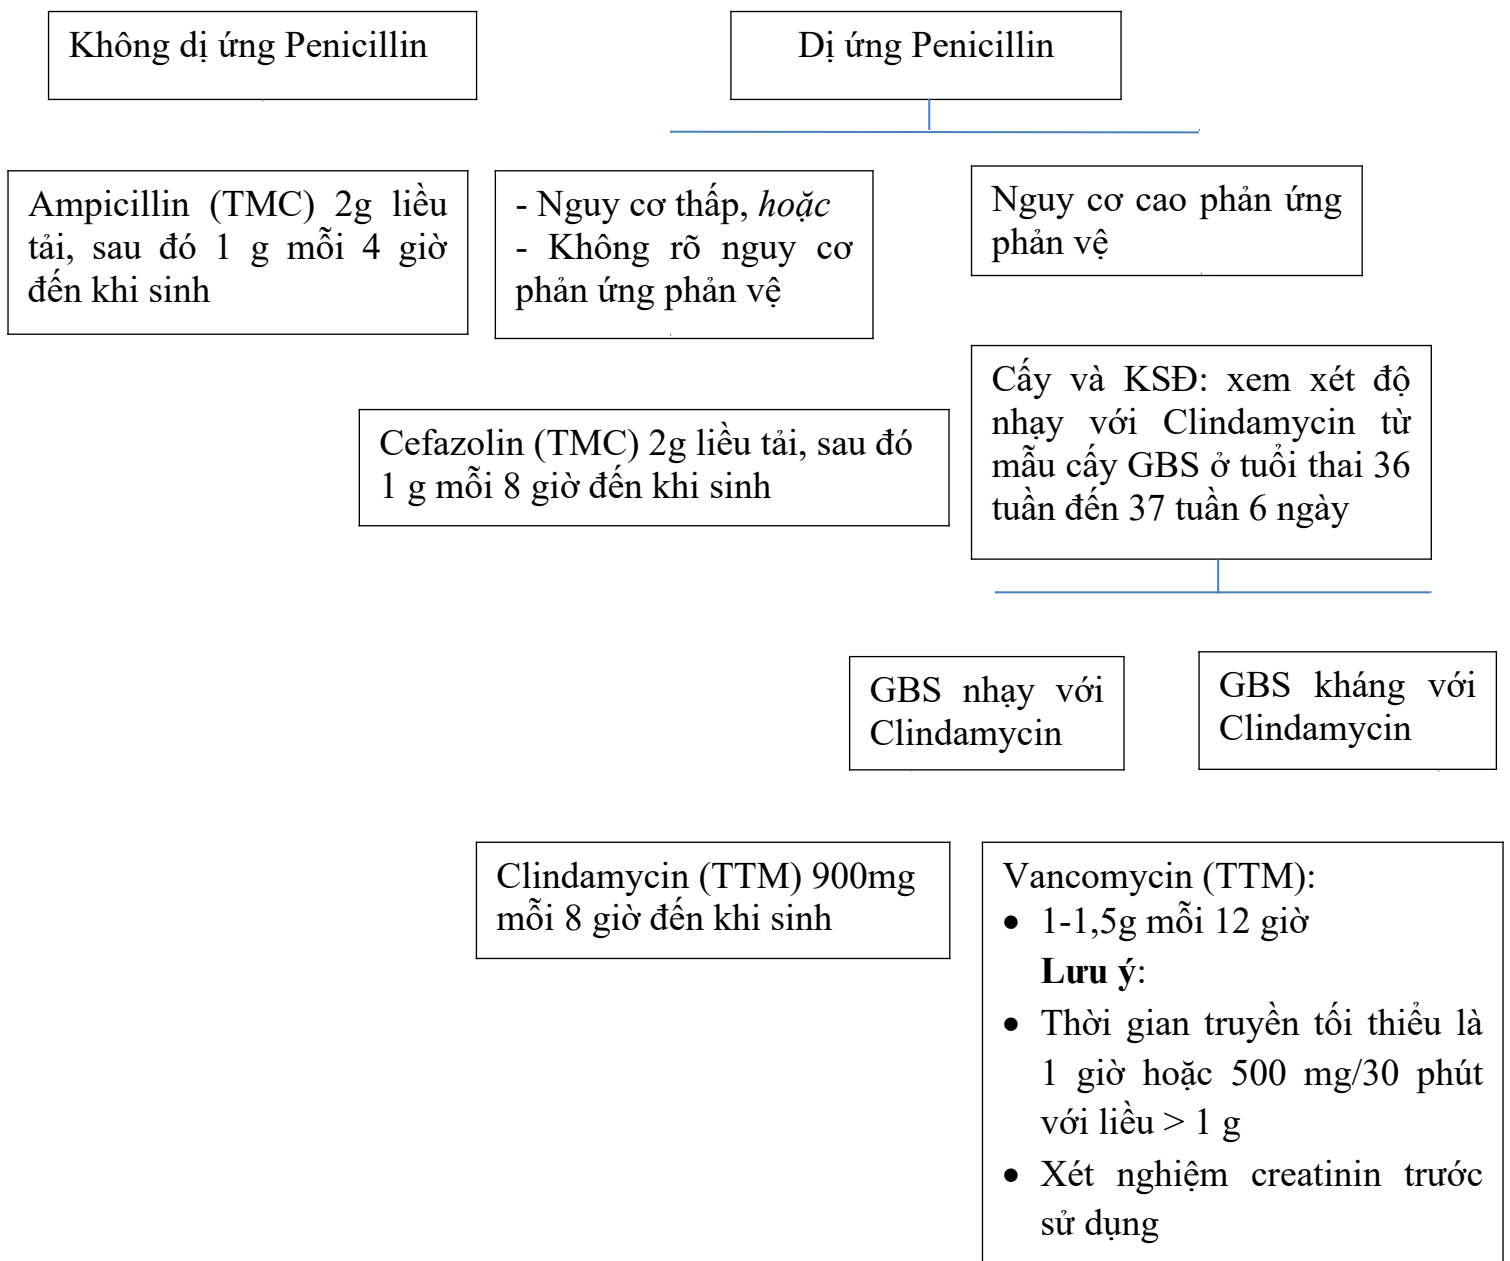 Không dị ứng Penicillin
Dị ứng Penicillin
Ampicillin (TMC) 2g liều
tải, sau đó 1 g mỗi 4 giờ
đến khi sinh
- Nguy cơ thấp, hoặc
- Không rõ nguy cơ
phản ứng phản vệ
Nguy cơ cao phản ứng
phản vệ
Cefazolin (TMC) 2g liều tải, sau đó
1 g mỗi 8 giờ đến khi sinh
Cấy và KSĐ: xem xét độ
nhạy với Clindamycin từ
mẫu cấy GBS ở tuổi thai 36
tuần đến 37 tuần 6 ngày
GBS nhạy với
Clindamycin
GBS kháng với
Clindamycin
Clindamycin (TTM) 900mg
mỗi 8 giờ đến khi sinh
Vancomycin (TTM):
• 1-1,5g mỗi 12 giờ
Lưu ý:
• Thời gian truyền tối thiểu là
1 giờ hoặc 500 mg/30 phút
với liều > 1 g
• Xét nghiệm creatinin trước
sử dụng